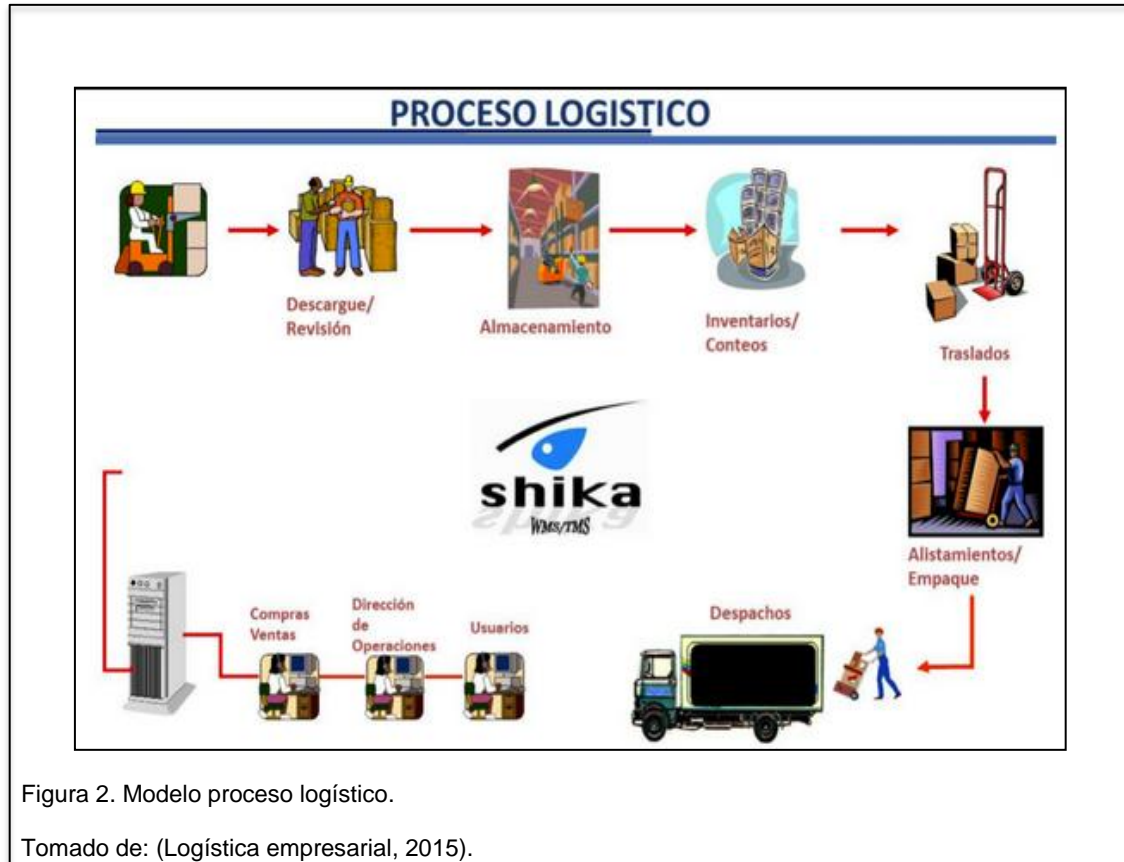 PROCESO LOGISTICO
Descargue/
Revisión
Almacenamiento
Inventarios/
Conteos
Traslados
shika
WMS/TMS
Alistamientos/
Empaque
Compras
Ventas
Dirección
de
Operaciones
Usuarios
Despachos
Figura 2. Modelo proceso logístico.
Tomado de: (Logística empresarial, 2015).